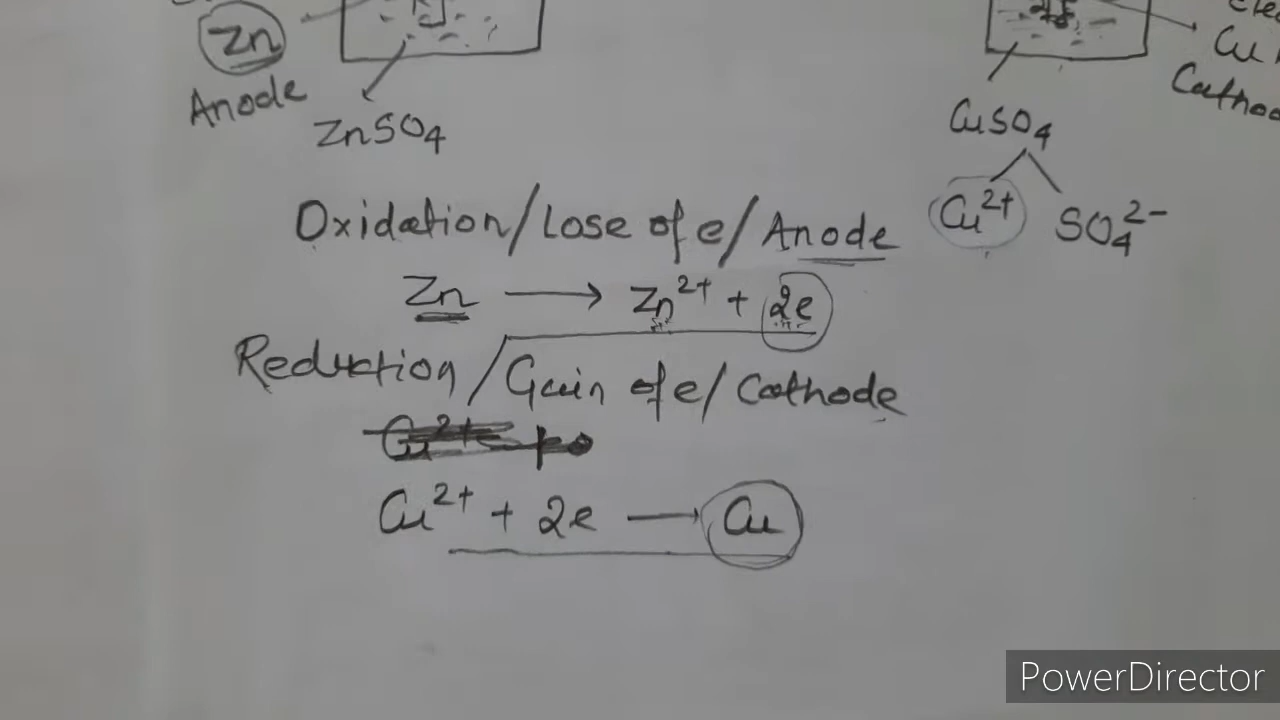 Zn
Anode
ZnSO4
Cu
CuSO4
Cu²⁺ SO4²⁻
Oxidation/Lose of e/Anode
Zn → Zn²⁺ + 2e
Reduction/Gain of e/Cathode
Cu²⁺ + 2e → Cu
PowerDirector